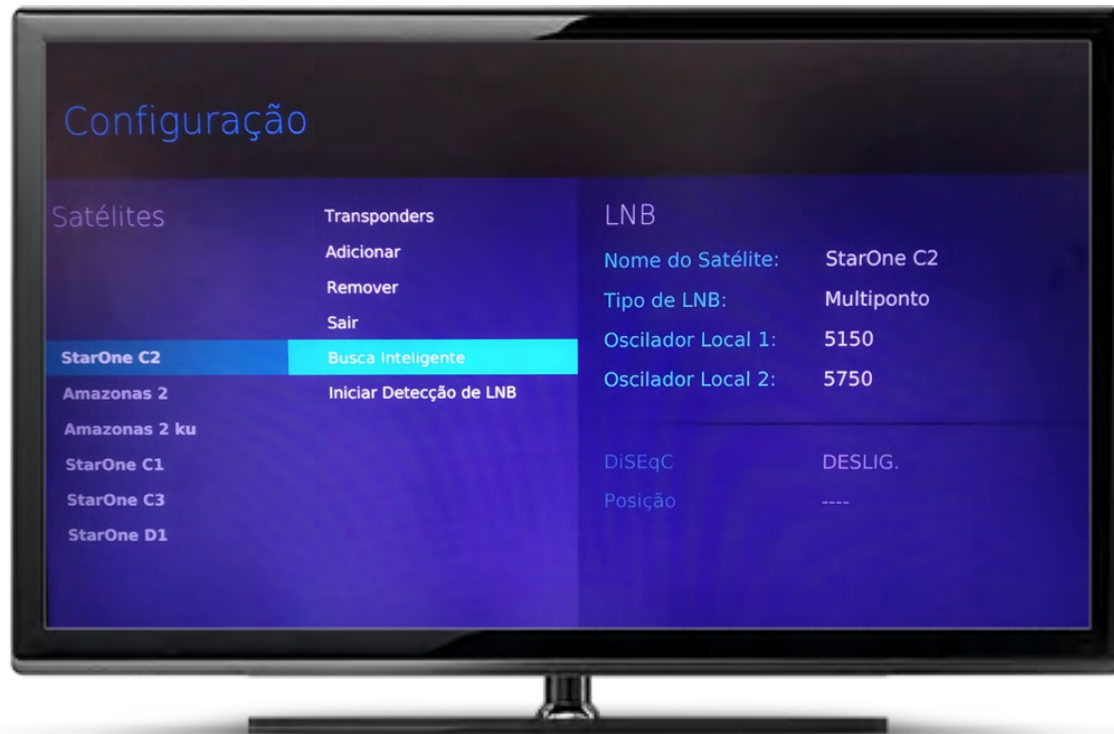 Configuração
Satélites
StarOne C2
Amazonas 2
Amazonas 2 ku
StarOne C1
StarOne C3
StarOne D1
Transponders
Adicionar
Remover
Sair
Busca Inteligente
Iniciar Detecção de LNB
LNB
Nome do Satélite: StarOne C2
Tipo de LNB: Multiponto
Oscilador Local 1: 5150
Oscilador Local 2: 5750
DiSEqC DESLIG.
Posição ----